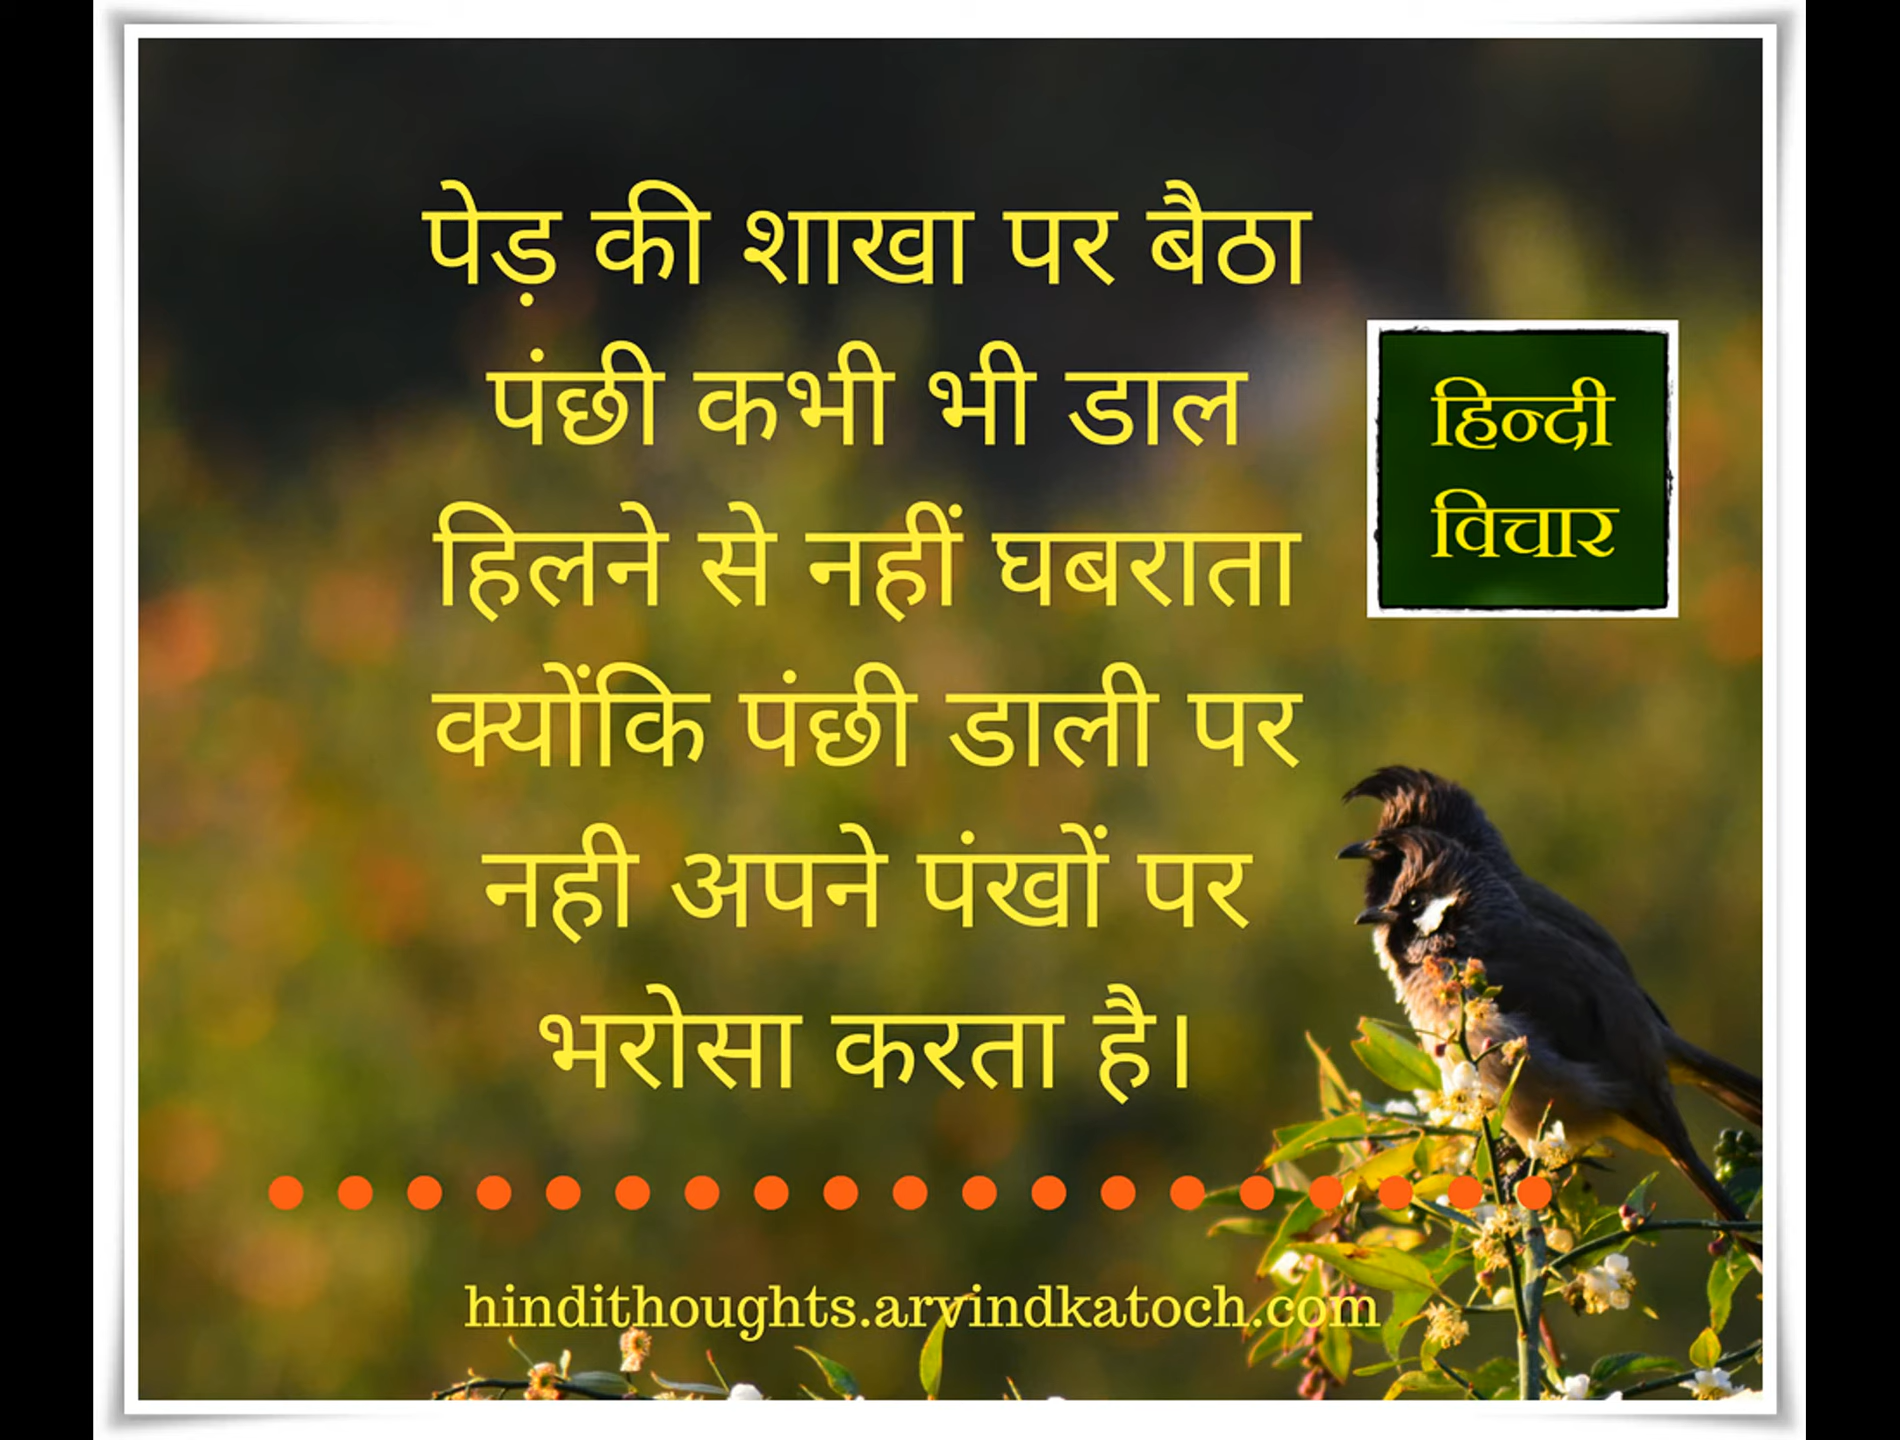 पेड़ की शाखा पर बैठा
पंछी कभी भी डाल
हिलने से नहीं घबराता
क्योंकि पंछी डाली पर
नही अपने पंखों पर
भरोसा करता है।
हिन्दी
विचार
hindithoughts.arvindkatoch.com